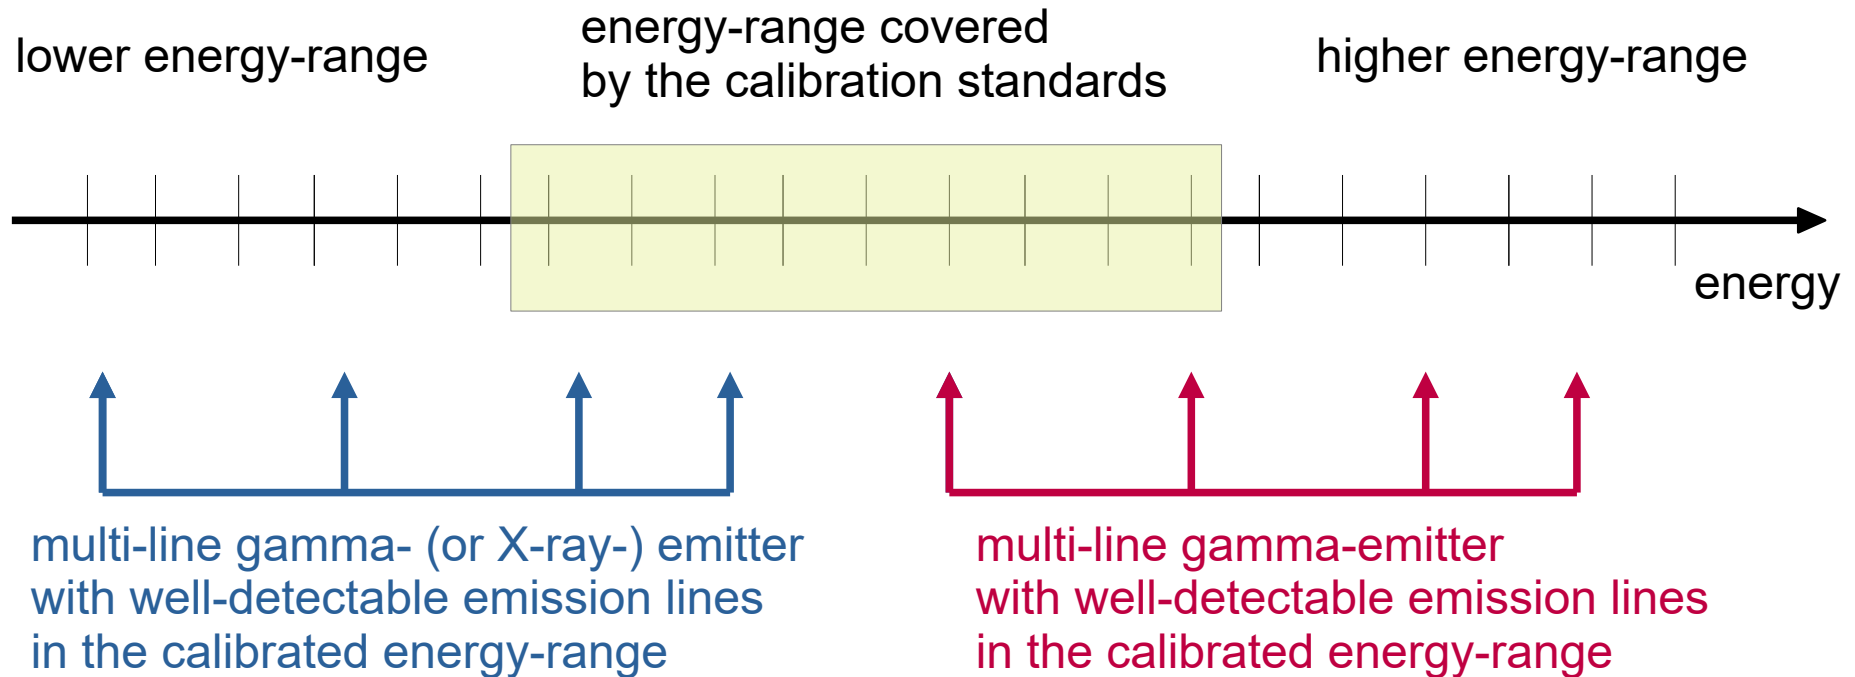 lower energy-range
energy-range covered
by the calibration standards
higher energy-range
energy
multi-line gamma- (or X-ray-) emitter
with well-detectable emission lines
in the calibrated energy-range
multi-line gamma-emitter
with well-detectable emission lines
in the calibrated energy-range